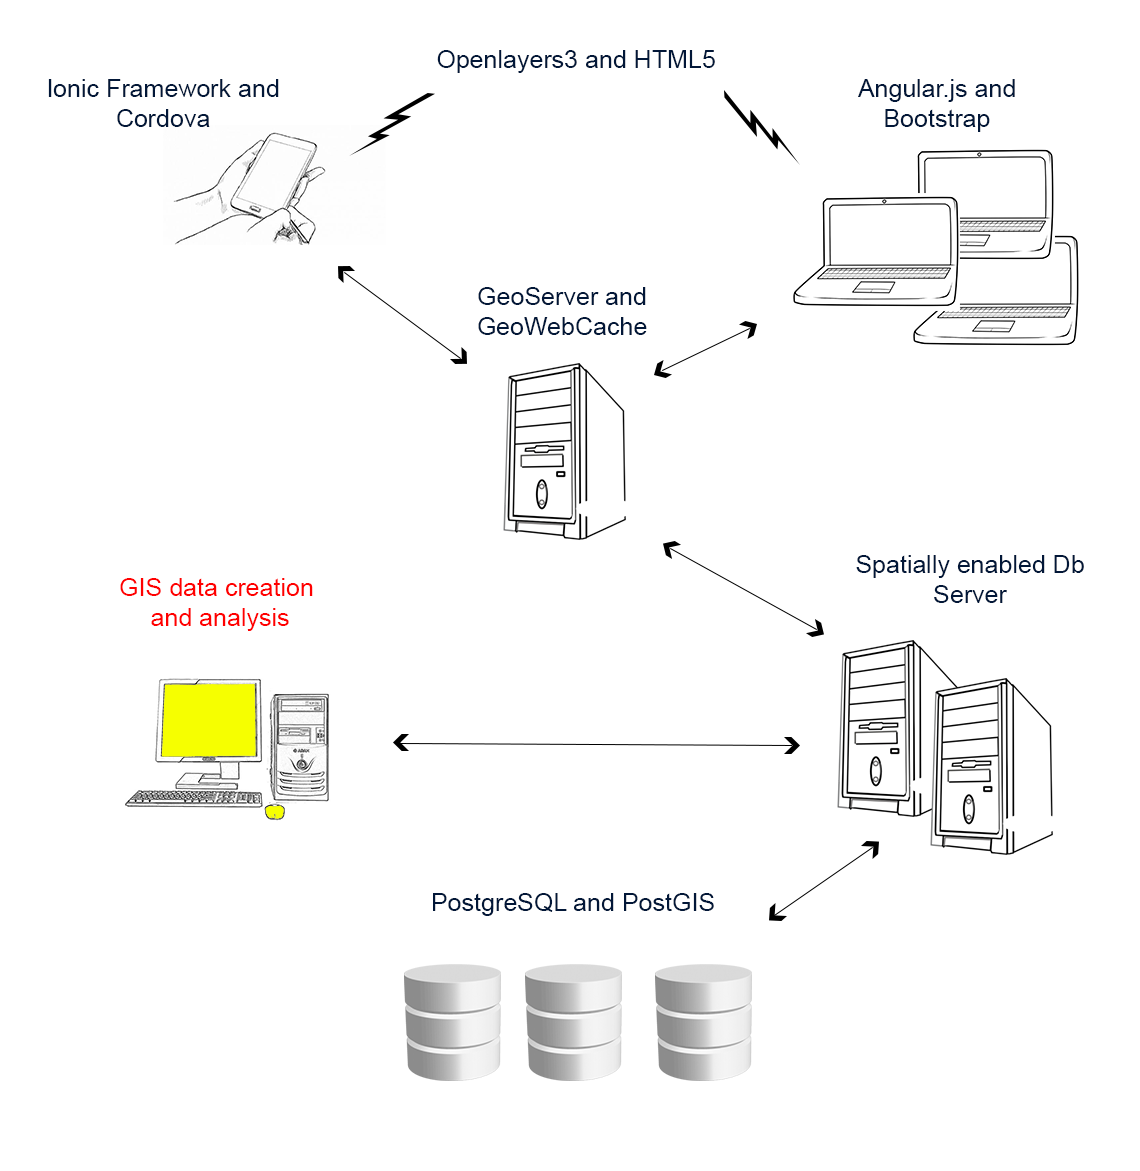 Openlayers3 and HTML5
Ionic Framework and
Cordova
Angular.js and
Bootstrap
GeoServer and
GeoWebCache
Spatially enabled Db
Server
GIS data creation
and analysis
PostgreSQL and PostGIS